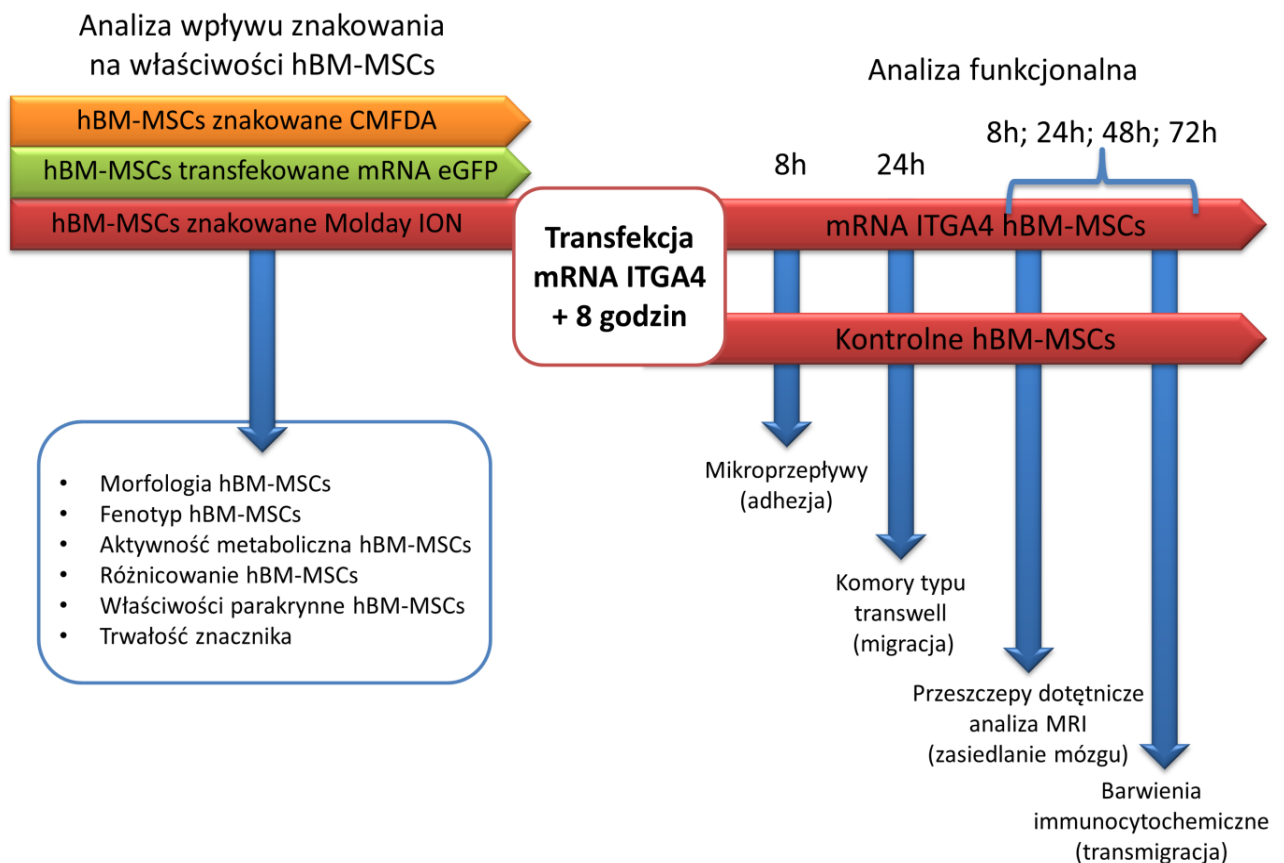 Analiza wpływu znakowania
na właściwości hBM-MSCs
hBM-MSCs znakowane CMFDA
hBM-MSCs transfekowane mRNA eGFP
hBM-MSCs znakowane Molday ION
Morfologia hBM-MSCs
Fenotyp hBM-MSCs
Aktywność metaboliczna hBM-MSCs
Różnicowanie hBM-MSCs
Właściwości parakrynne hBM-MSCs
Trwałość znacznika
Transfekcja
mRNA ITGA4
+ 8 godzin
Analiza funkcjonalna
8h
24h
8h; 24h; 48h; 72h
mRNA ITGA4 hBM-MSCs
Kontrolne hBM-MSCs
Mikroprzepływy
(adhezja)
Komory typu
transwell
(migracja)
Przeszczepy dotętnicze
analiza MRI
(zasiedlanie mózgu)
Barwienia
immunocytochemiczne
(transmigracja)